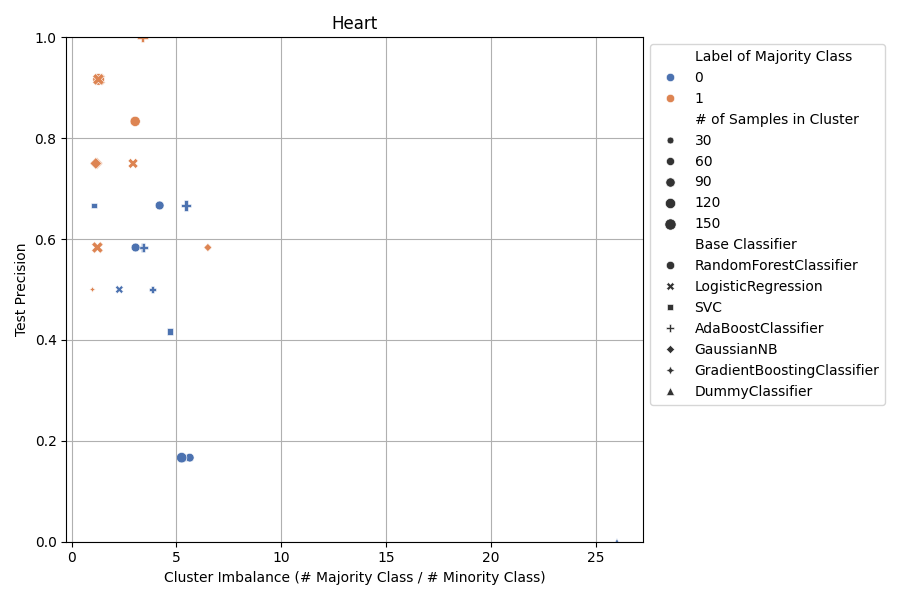 Heart
1.0
0.8
0.6
0.4
0.2
0.0
Test Precision
0
5
10
15
20
25
Cluster Imbalance (# Majority Class / # Minority Class)
Label of Majority Class
0
1
# of Samples in Cluster
30
60
90
120
150
Base Classifier
RandomForestClassifier
LogisticRegression
SVC
AdaBoostClassifier
GaussianNB
GradientBoostingClassifier
DummyClassifier